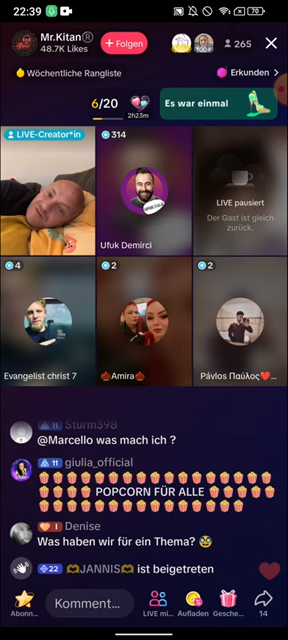 22:39
70
Mr.Kitan®
48.7K Likes
+ Folgen
100+
265
Wöchentliche Rangliste
Erkunden
6/20
2h23m
Es war einmal
LIVE-Creator*in
314
Ufuk Demirci
LIVE pausiert
Der Gast ist gleich
zurück.
4
Evangelist christ 7
2
🎃Amira🎃
2
Pávlos Παύλος❤️...
11 Sturm398
@Marcello was mach ich ?
11 giulia_official
🍿🍿🍿🍿🍿🍿🍿🍿🍿🍿🍿🍿🍿🍿🍿🍿🍿
🍿🍿🍿🍿 POPCORN FÜR ALLE 🍿🍿🍿🍿🍿
🍿🍿🍿🍿🍿🍿🍿🍿🍿🍿🍿🍿🍿🍿🍿
I Denise
Was haben wir für ein Thema? 🥸
22 🫶JANNIS🫶 ist beigetreten
Kommentar...
Abonn...
LIVE mi...
Aufladen
Gesche...
14